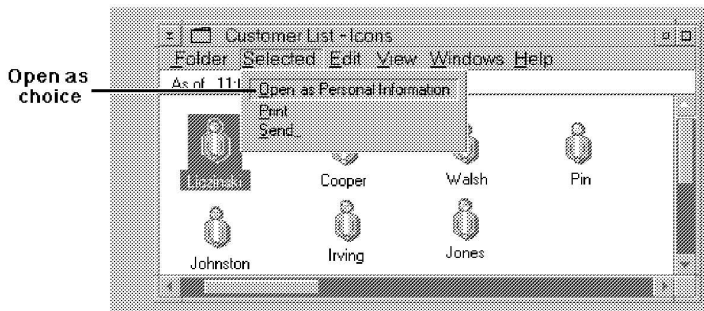 Customer List - Icons
Folder Selected Edit View Windows Help
Open as
choice
As of 11:
Open as Personal Information
Print
Send...
Liczinski
Cooper
Walsh
Pin
Johnston
Irving
Jones